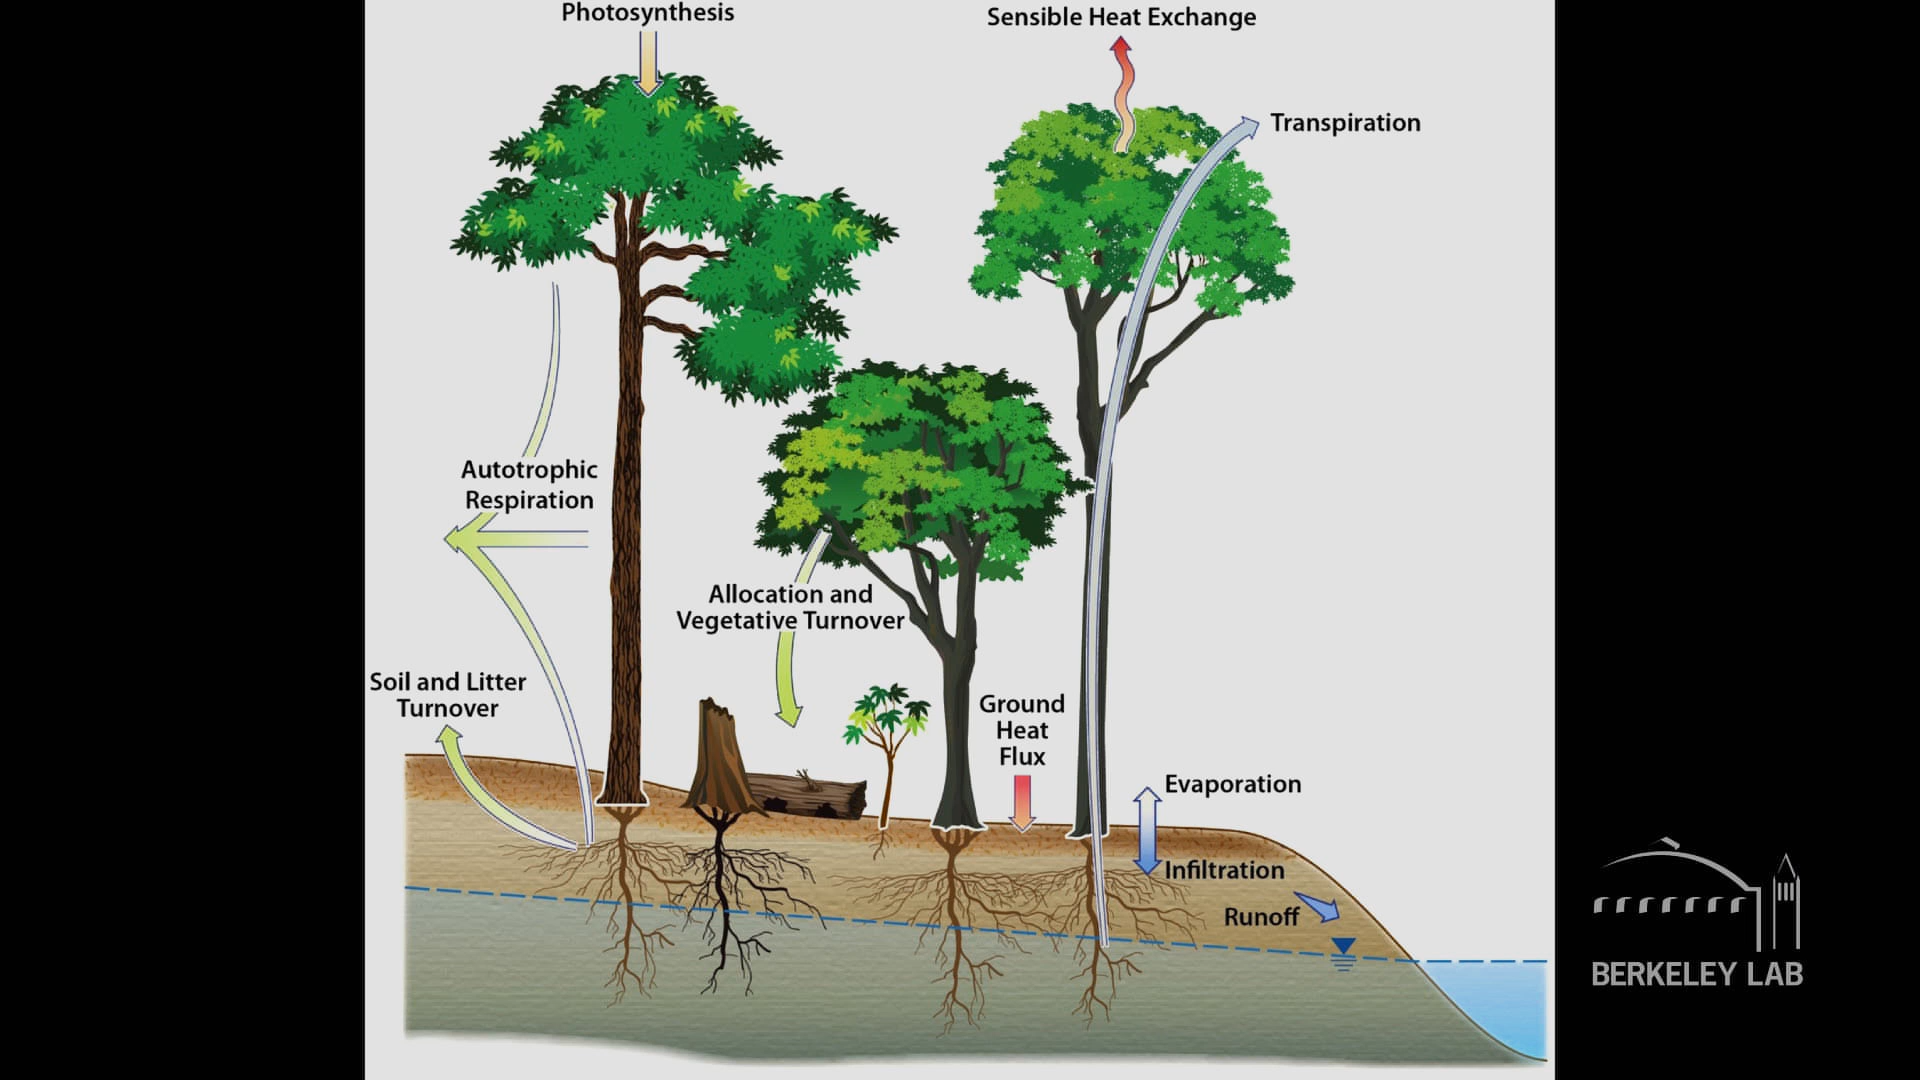 Photosynthesis
Sensible Heat Exchange
Transpiration
Autotrophic
Respiration
Allocation and
Vegetative Turnover
Soil and Litter
Turnover
Ground
Heat
Flux
Evaporation
Infiltration
Runoff
BERKELEY LAB